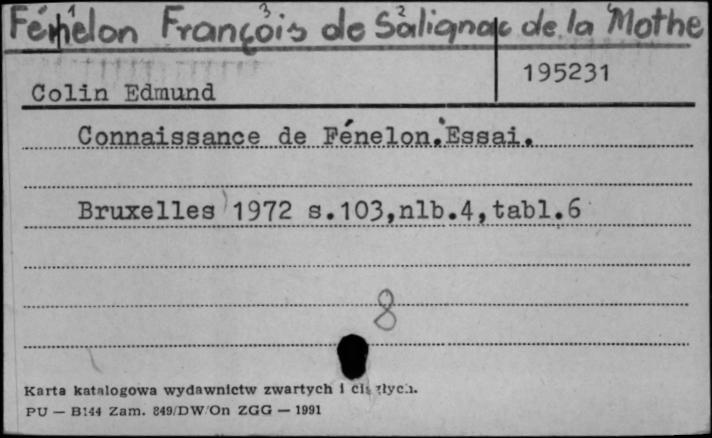 Fénelon François de Salignac de la Mothe
195231
Colin Edmund
Connaissance de Fénelon. Essai.
Bruxelles 1972 s.103,nlb.4,tabl.6
8
Karta katalogowa wydawnictw zwartych i
PU — B144 Zam. 849/DW/On ZGG — 1991